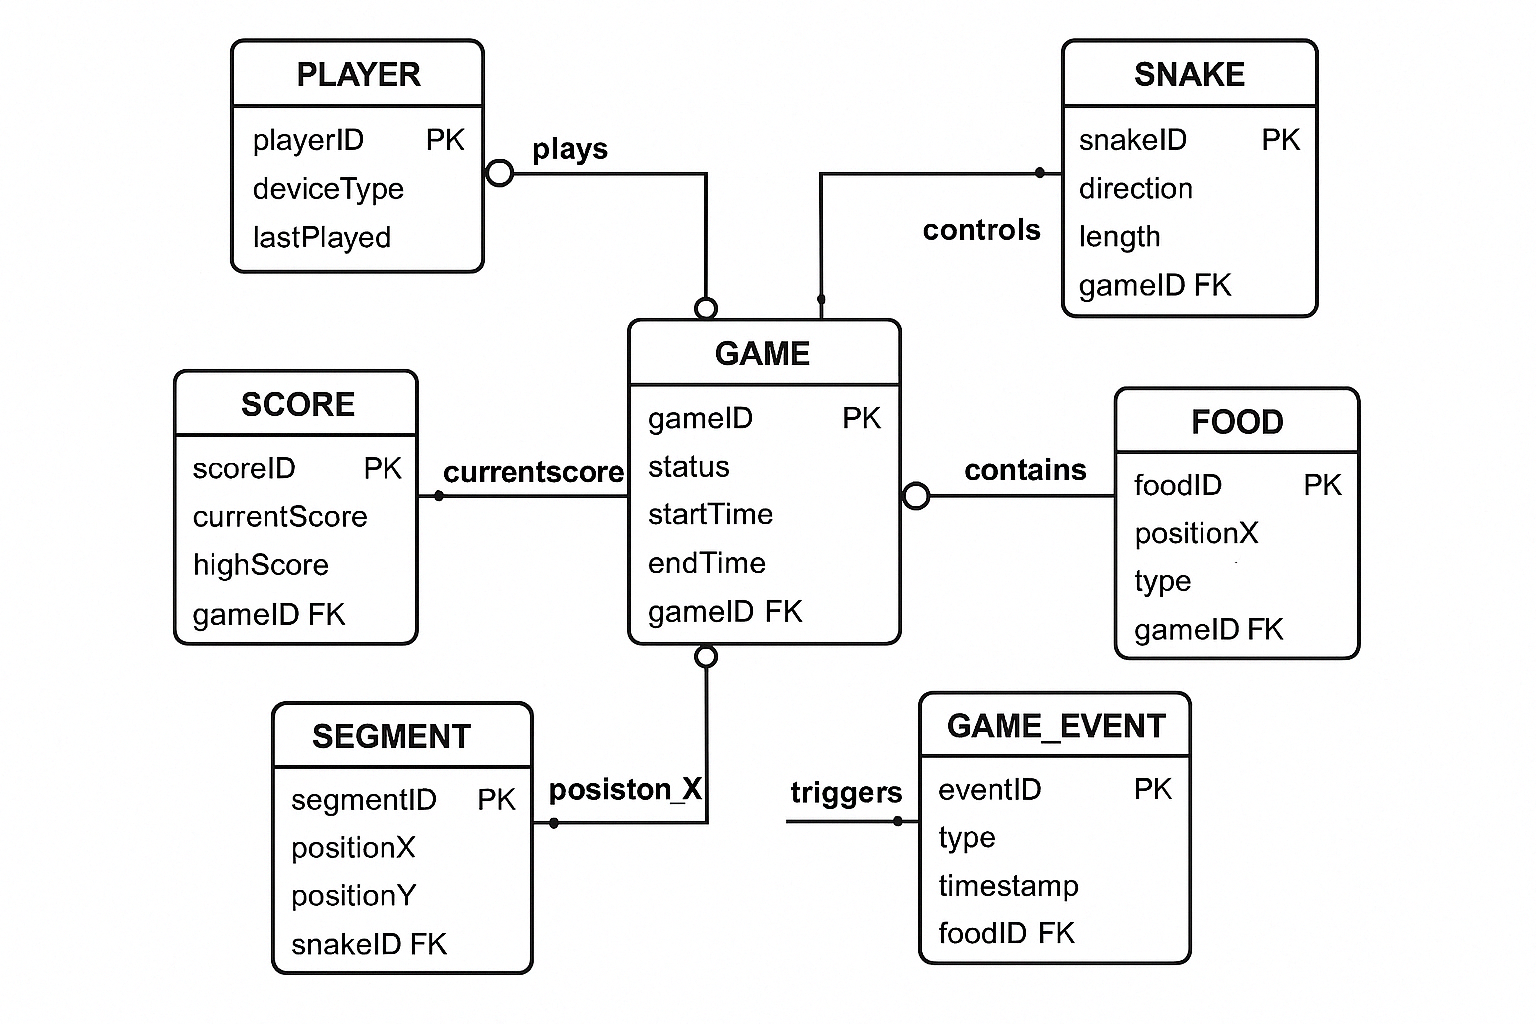 PLAYER
playerID PK
deviceType
lastPlayed
plays
SNAKE
snakeID PK
direction
length
gameID FK
controls
GAME
gameID PK
status
startTime
endTime
gameID FK
SCORE
scoreID PK
currentScore
highScore
gameID FK
currentscore
contains
FOOD
foodID PK
positionX
type
gameID FK
SEGMENT
segmentID PK
positionX
positionY
snakeID FK
posiston_X
triggers
GAME_EVENT
eventID PK
type
timestamp
foodID FK